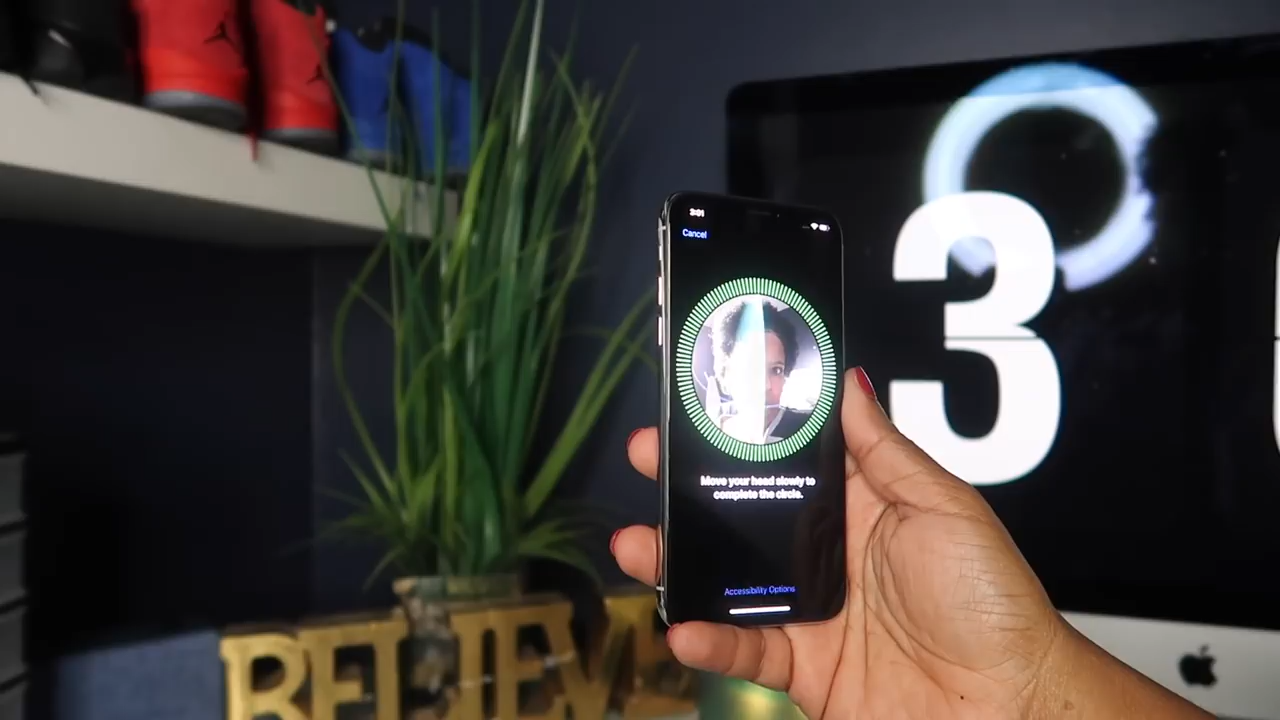 3:01
Cancel
3
Move your head slowly to
complete the circle.
Accessibility Options
BELIEVE